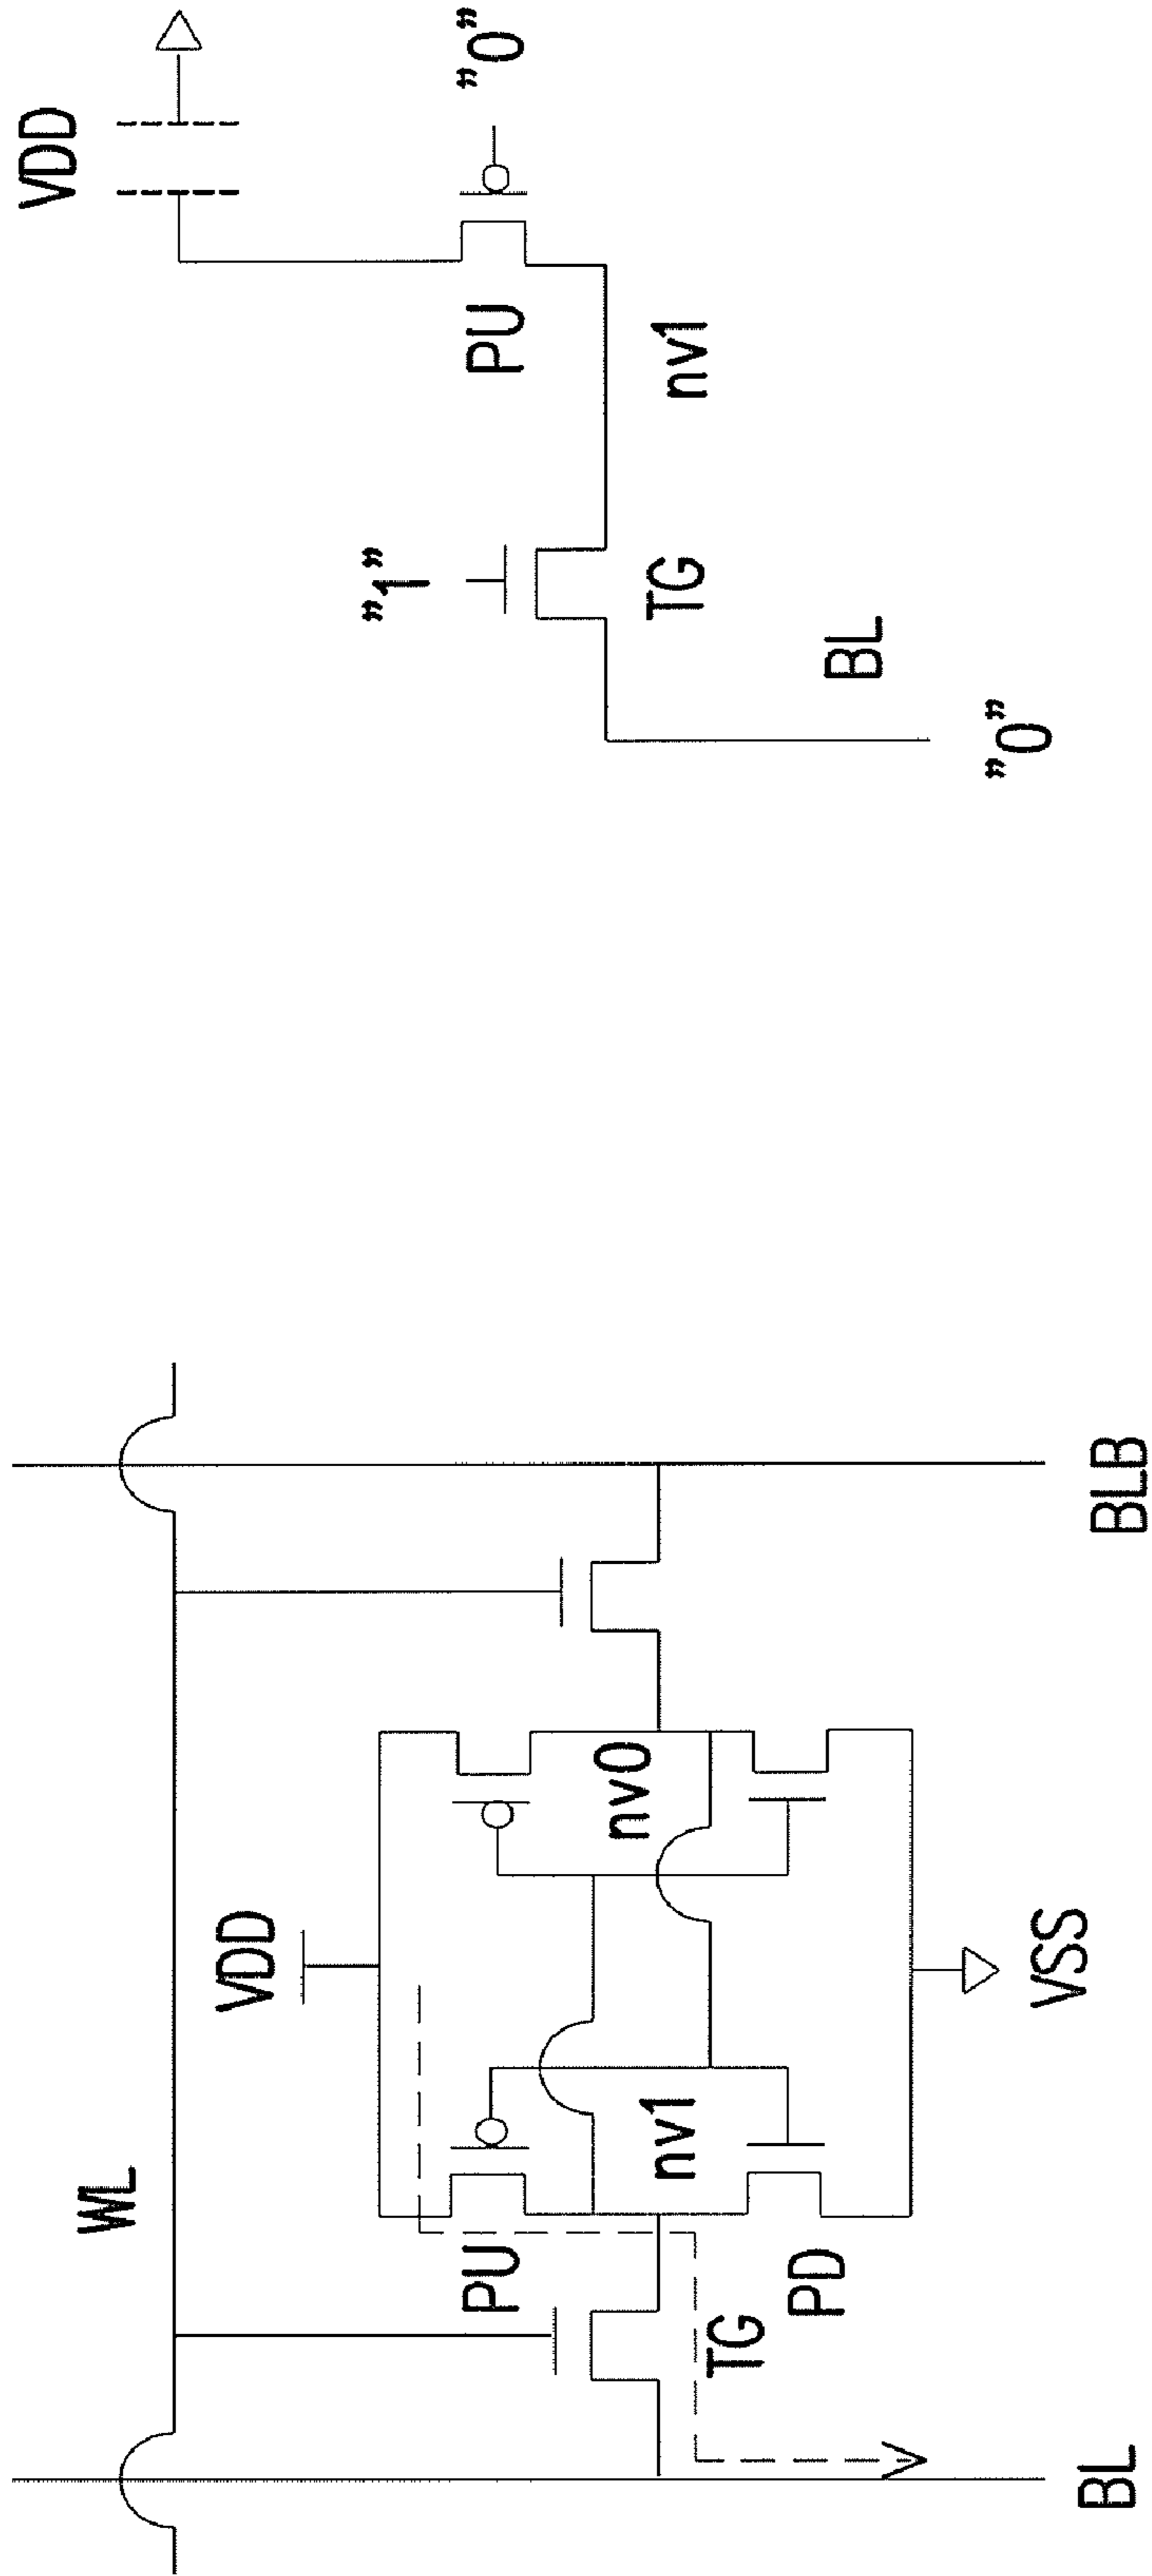 WL
VDD
PU
nv1
nv0
TG
PD
BL
VSS
BLB
VDD
"1"
PU
"0"
TG
nv1
BL
"0"